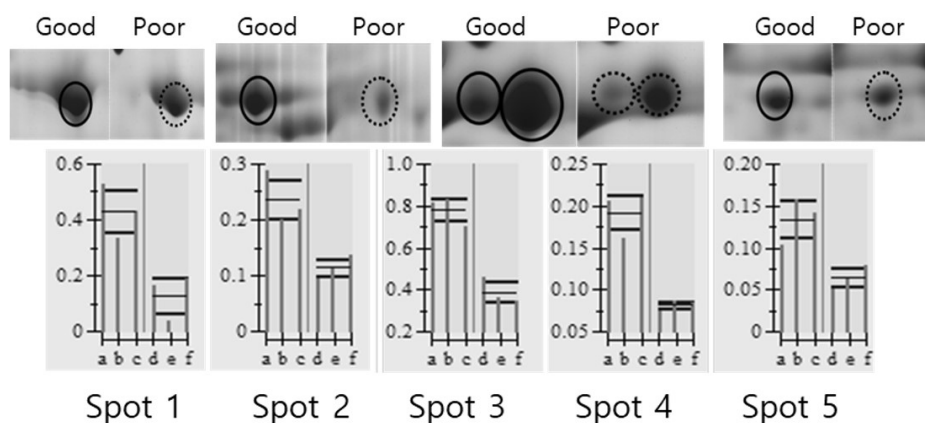 Good Poor Good Poor Good Poor Good Poor
0.6 0.3 1.0 0.25 0.20
0.20 0.15
0.4 0.2 0.8
0.15 0.10
0.6
0.2 0.1 0.10 0.05
0.4
0 0 0.2 0.05 0
a b c d e f a b c d e f a b c d e f a b c d e f a b c d e f
Spot 1 Spot 2 Spot 3 Spot 4 Spot 5